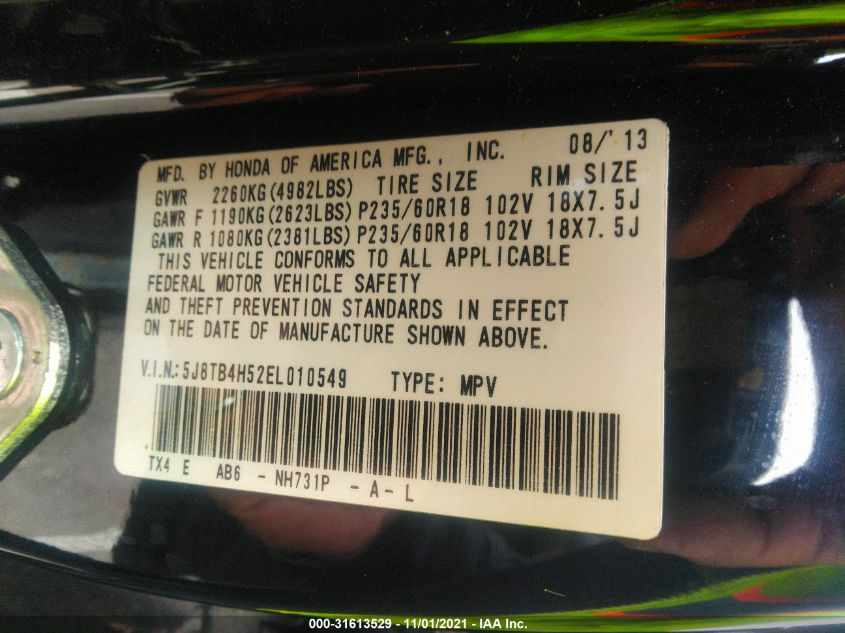 MFD. BY HONDA OF AMERICA MFG., INC. 08/'13
GVWR 2260KG(4982LBS) TIRE SIZE RIM SIZE
GAWR F 1190KG(2623LBS) P235/60R18 102V 18X7.5J
GAWR R 1080KG(2381LBS) P235/60R18 102V 18X7.5J
THIS VEHICLE CONFORMS TO ALL APPLICABLE
FEDERAL MOTOR VEHICLE SAFETY
AND THEFT PREVENTION STANDARDS IN EFFECT
ON THE DATE OF MANUFACTURE SHOWN ABOVE.
V.I.N.: 5J8TB4H52EL010549 TYPE: MPV
TX4 E AB6 - NH731P - A - L
000-31613529 - 11/01/2021 - IAA Inc.